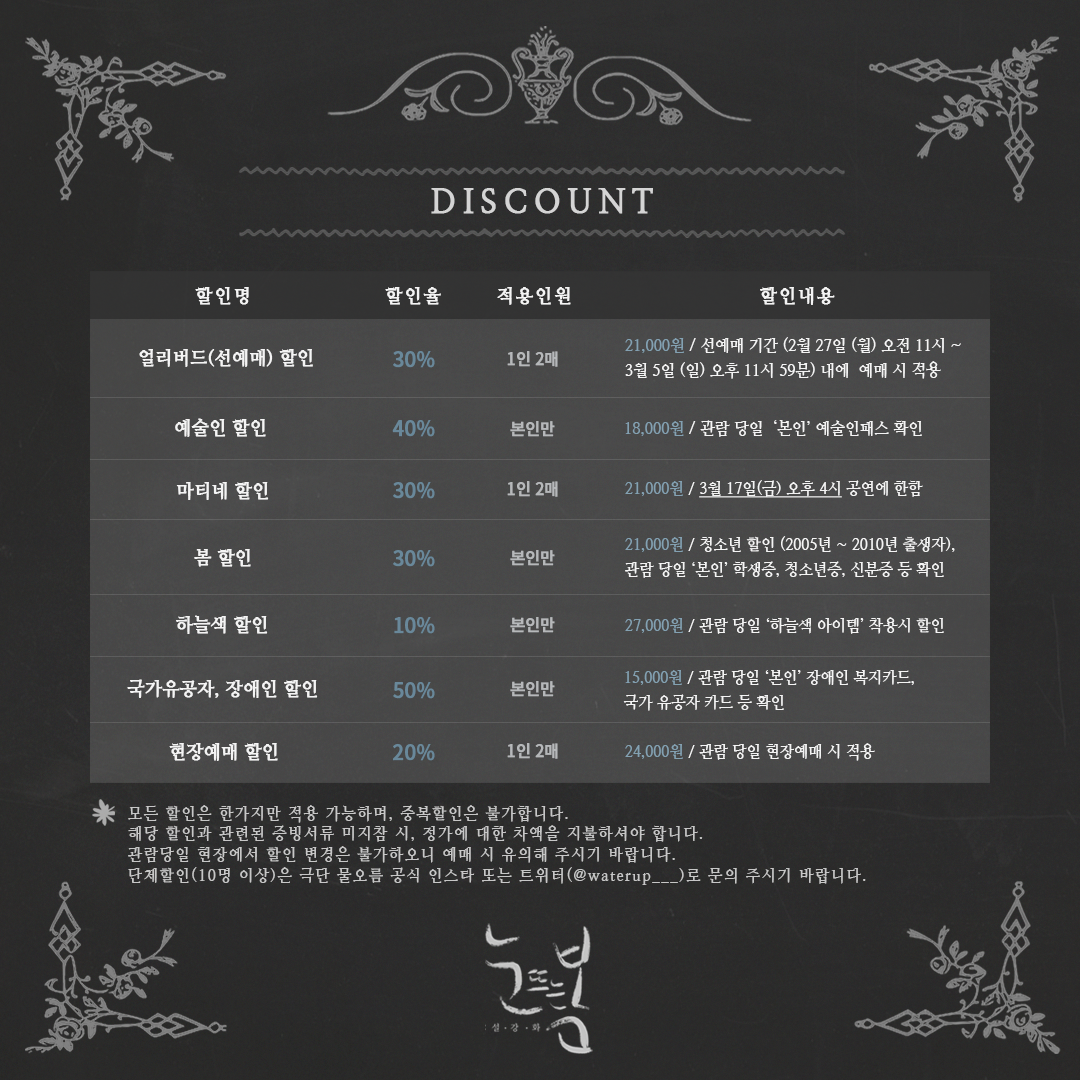 DISCOUNT
할인명 할인율 적용인원 할인내용
얼리버드(선예매) 할인 30% 1인 2매 21,000원 / 선예매 기간 (2월 27일 (월) 오전 11시 ~
3월 5일 (일) 오후 11시 59분) 내에 예매 시 적용
예술인 할인 40% 본인만 18,000원 / 관람 당일 ‘본인’ 예술인패스 확인
마티네 할인 30% 1인 2매 21,000원 / 3월 17일(금) 오후 4시 공연에 한함
봄 할인 30% 본인만 21,000원 / 청소년 할인 (2005년 ~ 2010년 출생자),
관람 당일 ‘본인’ 학생증, 청소년증, 신분증 등 확인
하늘색 할인 10% 본인만 27,000원 / 관람 당일 ‘하늘색 아이템’ 착용시 할인
국가유공자, 장애인 할인 50% 본인만 15,000원 / 관람 당일 ‘본인’ 장애인 복지카드,
국가 유공자 카드 등 확인
현장예매 할인 20% 1인 2매 24,000원 / 관람 당일 현장예매 시 적용
모든 할인은 한가지만 적용 가능하며, 중복할인은 불가합니다.
해당 할인과 관련된 증빙서류 미지참 시, 정가에 대한 차액을 지불하셔야 합니다.
관람당일 현장에서 할인 변경은 불가하오니 예매 시 유의해 주시기 바랍니다.
단체할인(10명 이상)은 극단 물오름 공식 인스타 또는 트위터(@waterup___)로 문의 주시기 바랍니다.
눈뜨는봄
:설·강·화